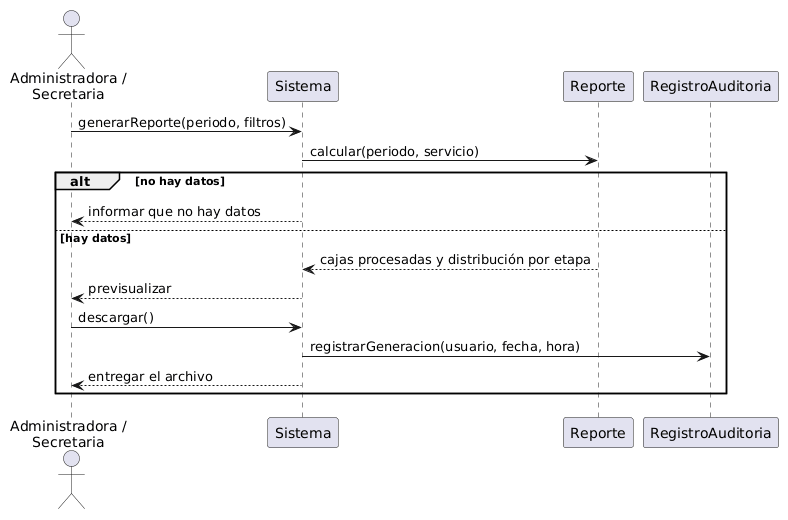 Administradora /
Secretaria
Sistema
Reporte
RegistroAuditoria
generarReporte(periodo, filtros)
calcular(periodo, servicio)
alt
[no hay datos]
informar que no hay datos
[hay datos]
cajas procesadas y distribución por etapa
previsualizar
descargar()
registrarGeneracion(usuario, fecha, hora)
entregar el archivo
Administradora /
Secretaria
Sistema
Reporte
RegistroAuditoria